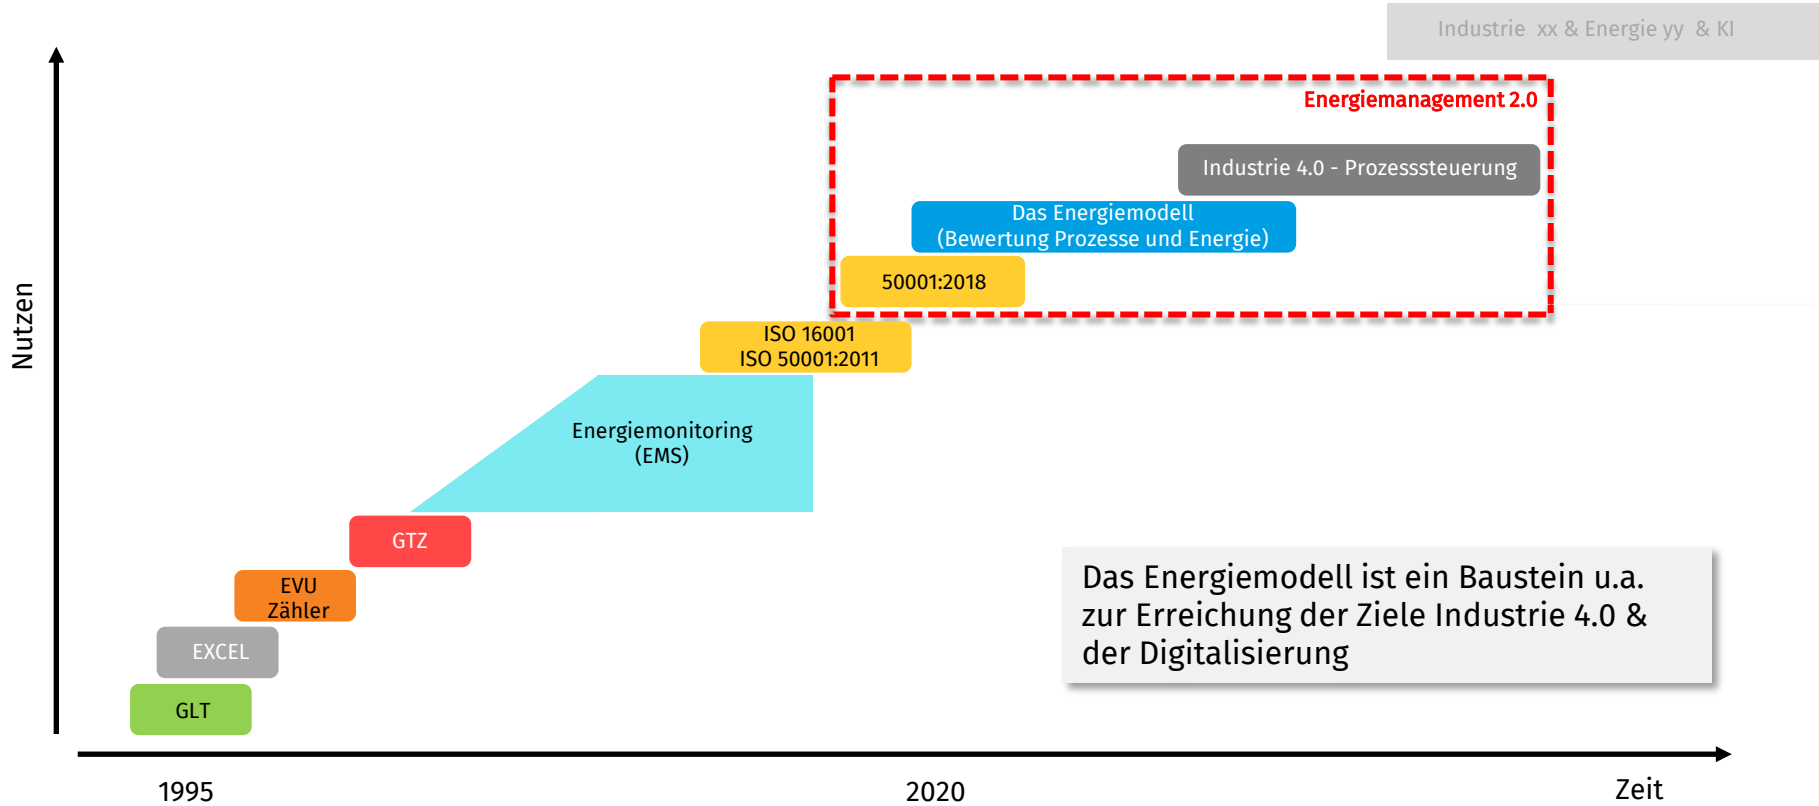 Industrie xx & Energie yy & KI
Energiemanagement 2.0
Industrie 4.0 - Prozesssteuerung
Das Energiemodell
(Bewertung Prozesse und Energie)
50001:2018
ISO 16001
ISO 50001:2011
Nutzen
Energiemonitoring
(EMS)
GTZ
EVU
Zähler
EXCEL
GLT
Das Energiemodell ist ein Baustein u.a.
zur Erreichung der Ziele Industrie 4.0 &
der Digitalisierung
1995
2020
Zeit